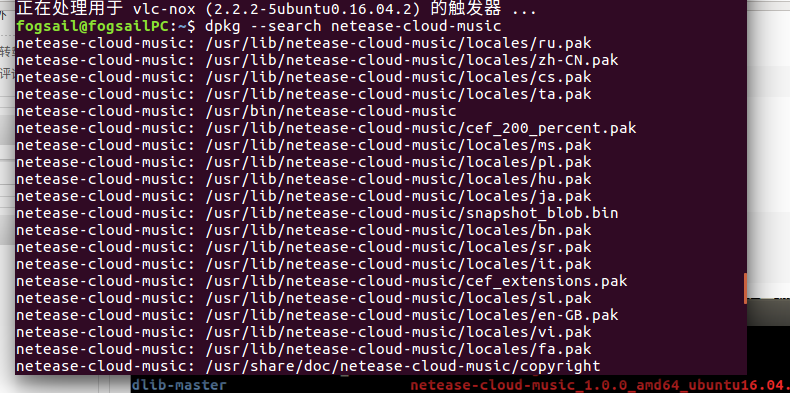 正在处理用于 vlc-nox (2.2.2-5ubuntu0.16.04.2) 的触发器 ...
fogsail@fogsailPC:~$ dpkg --search netease-cloud-music
netease-cloud-music: /usr/lib/netease-cloud-music/locales/ru.pak
netease-cloud-music: /usr/lib/netease-cloud-music/locales/zh-CN.pak
netease-cloud-music: /usr/lib/netease-cloud-music/locales/cs.pak
netease-cloud-music: /usr/lib/netease-cloud-music/locales/ta.pak
netease-cloud-music: /usr/bin/netease-cloud-music
netease-cloud-music: /usr/lib/netease-cloud-music/cef_200_percent.pak
netease-cloud-music: /usr/lib/netease-cloud-music/locales/ms.pak
netease-cloud-music: /usr/lib/netease-cloud-music/locales/pl.pak
netease-cloud-music: /usr/lib/netease-cloud-music/locales/hu.pak
netease-cloud-music: /usr/lib/netease-cloud-music/locales/ja.pak
netease-cloud-music: /usr/lib/netease-cloud-music/snapshot_blob.bin
netease-cloud-music: /usr/lib/netease-cloud-music/locales/bn.pak
netease-cloud-music: /usr/lib/netease-cloud-music/locales/sr.pak
netease-cloud-music: /usr/lib/netease-cloud-music/locales/it.pak
netease-cloud-music: /usr/lib/netease-cloud-music/cef_extensions.pak
netease-cloud-music: /usr/lib/netease-cloud-music/locales/sl.pak
netease-cloud-music: /usr/lib/netease-cloud-music/locales/en-GB.pak
netease-cloud-music: /usr/lib/netease-cloud-music/locales/vi.pak
netease-cloud-music: /usr/lib/netease-cloud-music/locales/fa.pak
netease-cloud-music: /usr/share/doc/netease-cloud-music/copyright
dlib-master netease-cloud-music_1.0.0_amd64_ubuntu16.04.